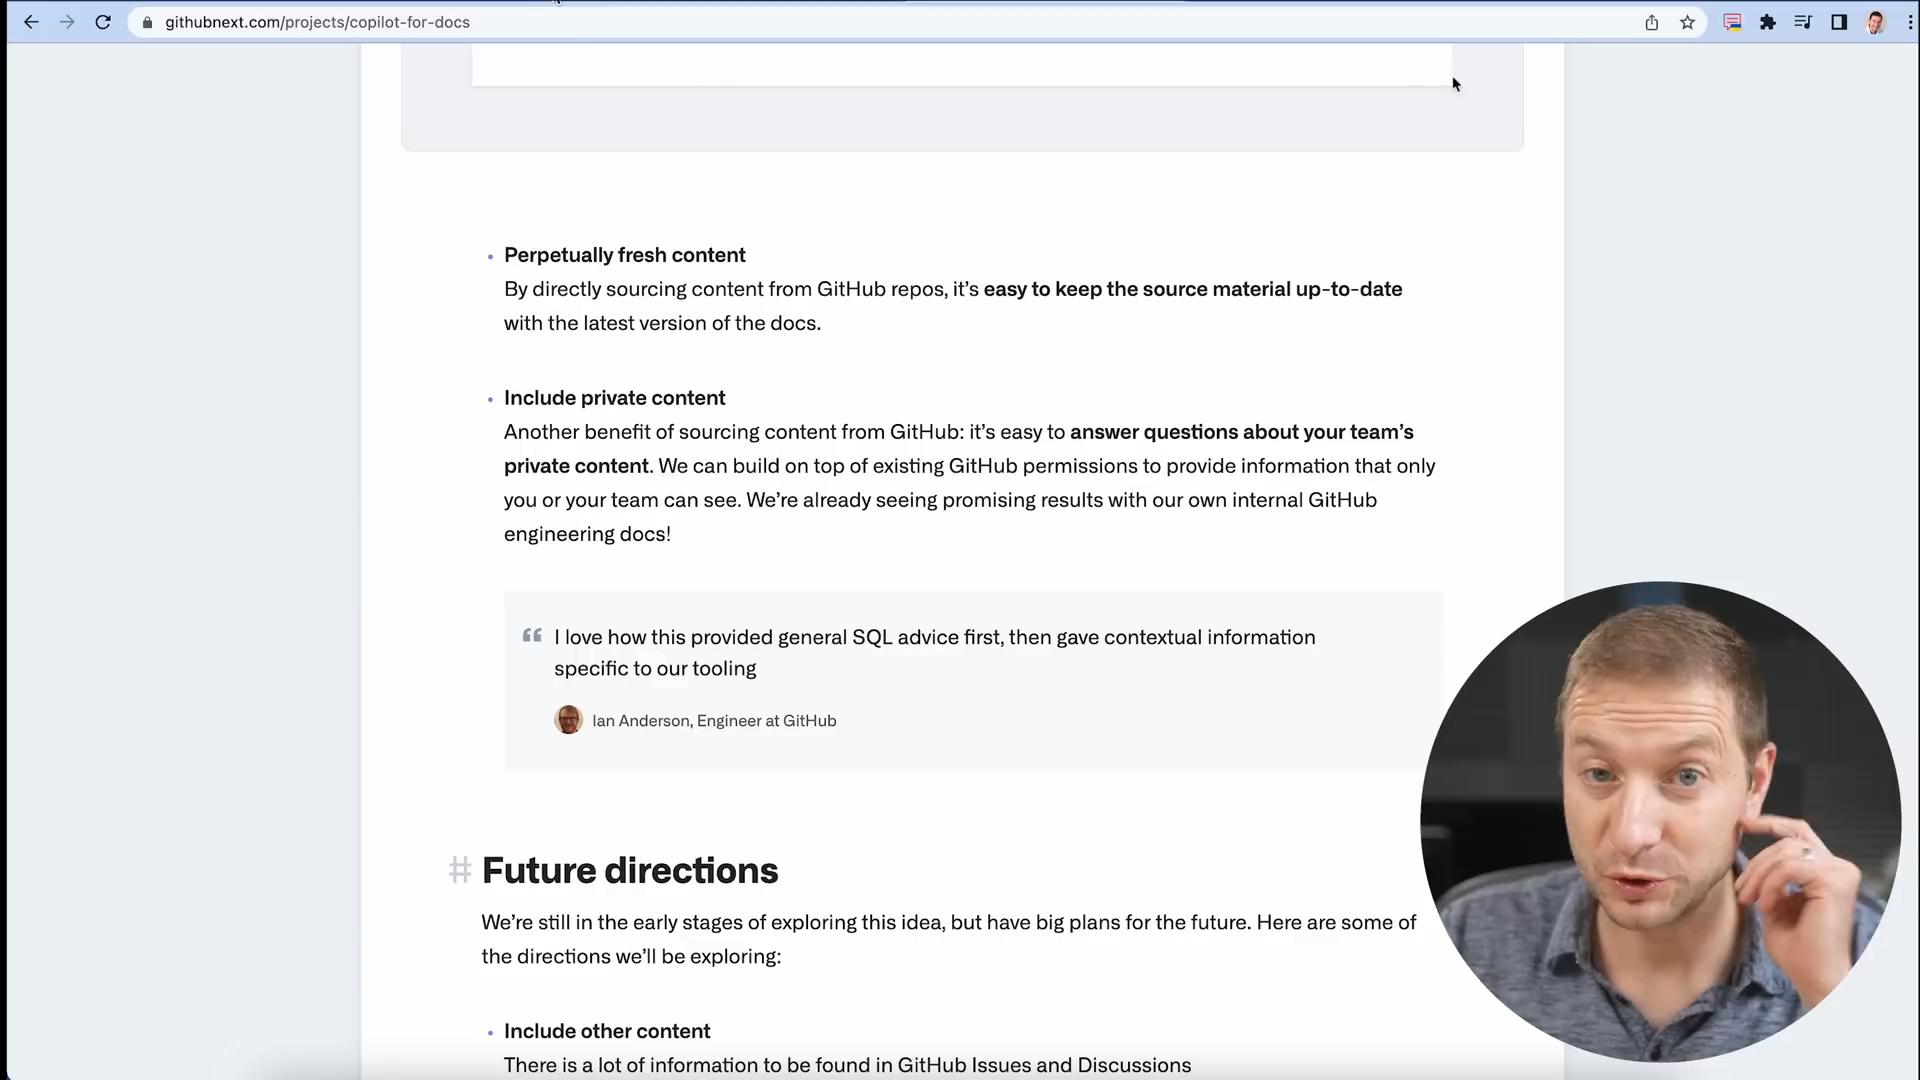 githubnext.com/projects/copilot-for-docs
Perpetually fresh content
By directly sourcing content from GitHub repos, it's easy to keep the source material up-to-date
with the latest version of the docs.
Include private content
Another benefit of sourcing content from GitHub: it's easy to answer questions about your team's
private content. We can build on top of existing GitHub permissions to provide information that only
you or your team can see. We're already seeing promising results with our own internal GitHub
engineering docs!
I love how this provided general SQL advice first, then gave contextual information
specific to our tooling
Ian Anderson, Engineer at GitHub
# Future directions
We're still in the early stages of exploring this idea, but have big plans for the future. Here are some of
the directions we'll be exploring:
Include other content
There is a lot of information to be found in GitHub Issues and Discussions